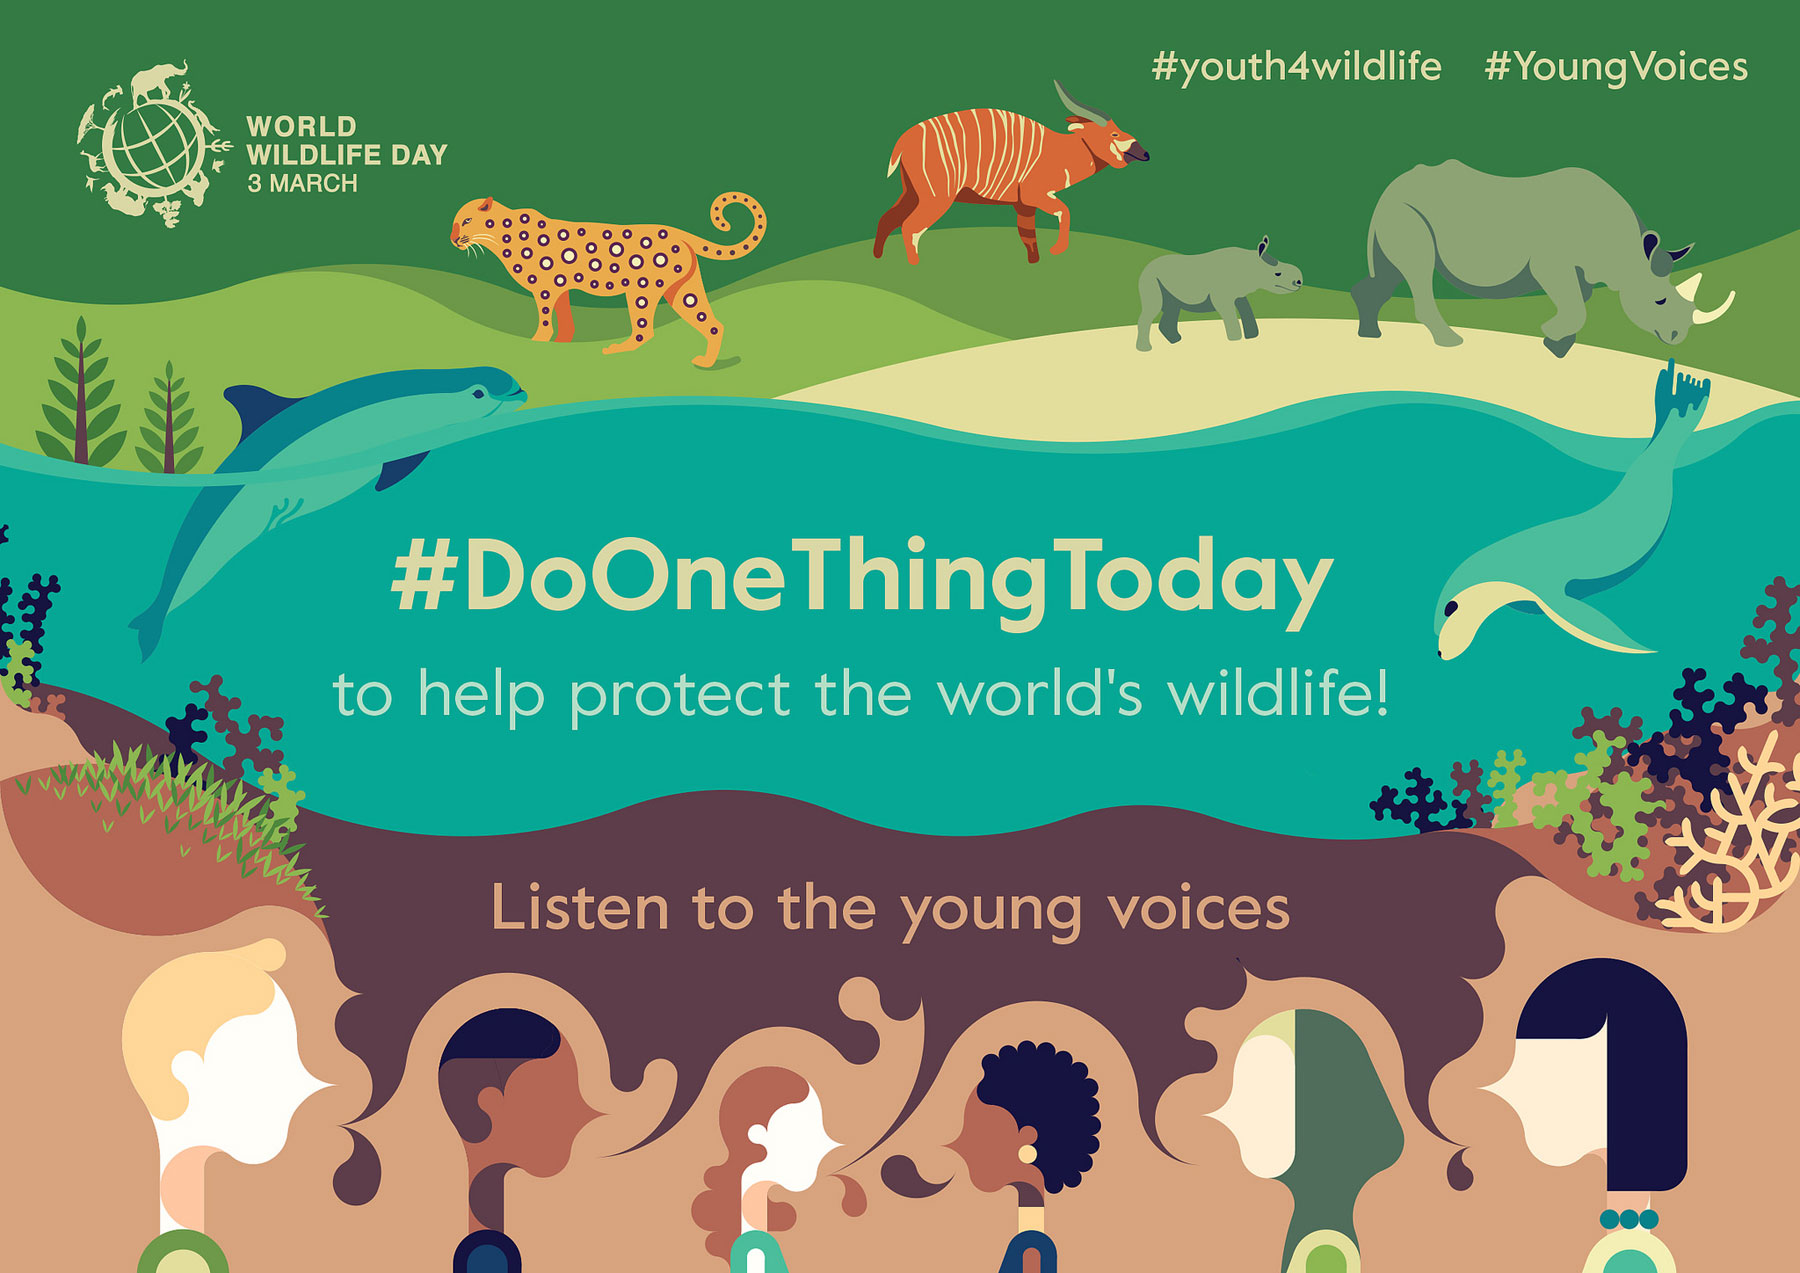 WORLD
WILDLIFE DAY
3 MARCH
#youth4wildlife #YoungVoices
#DoOneThingToday
to help protect the world's wildlife!
Listen to the young voices